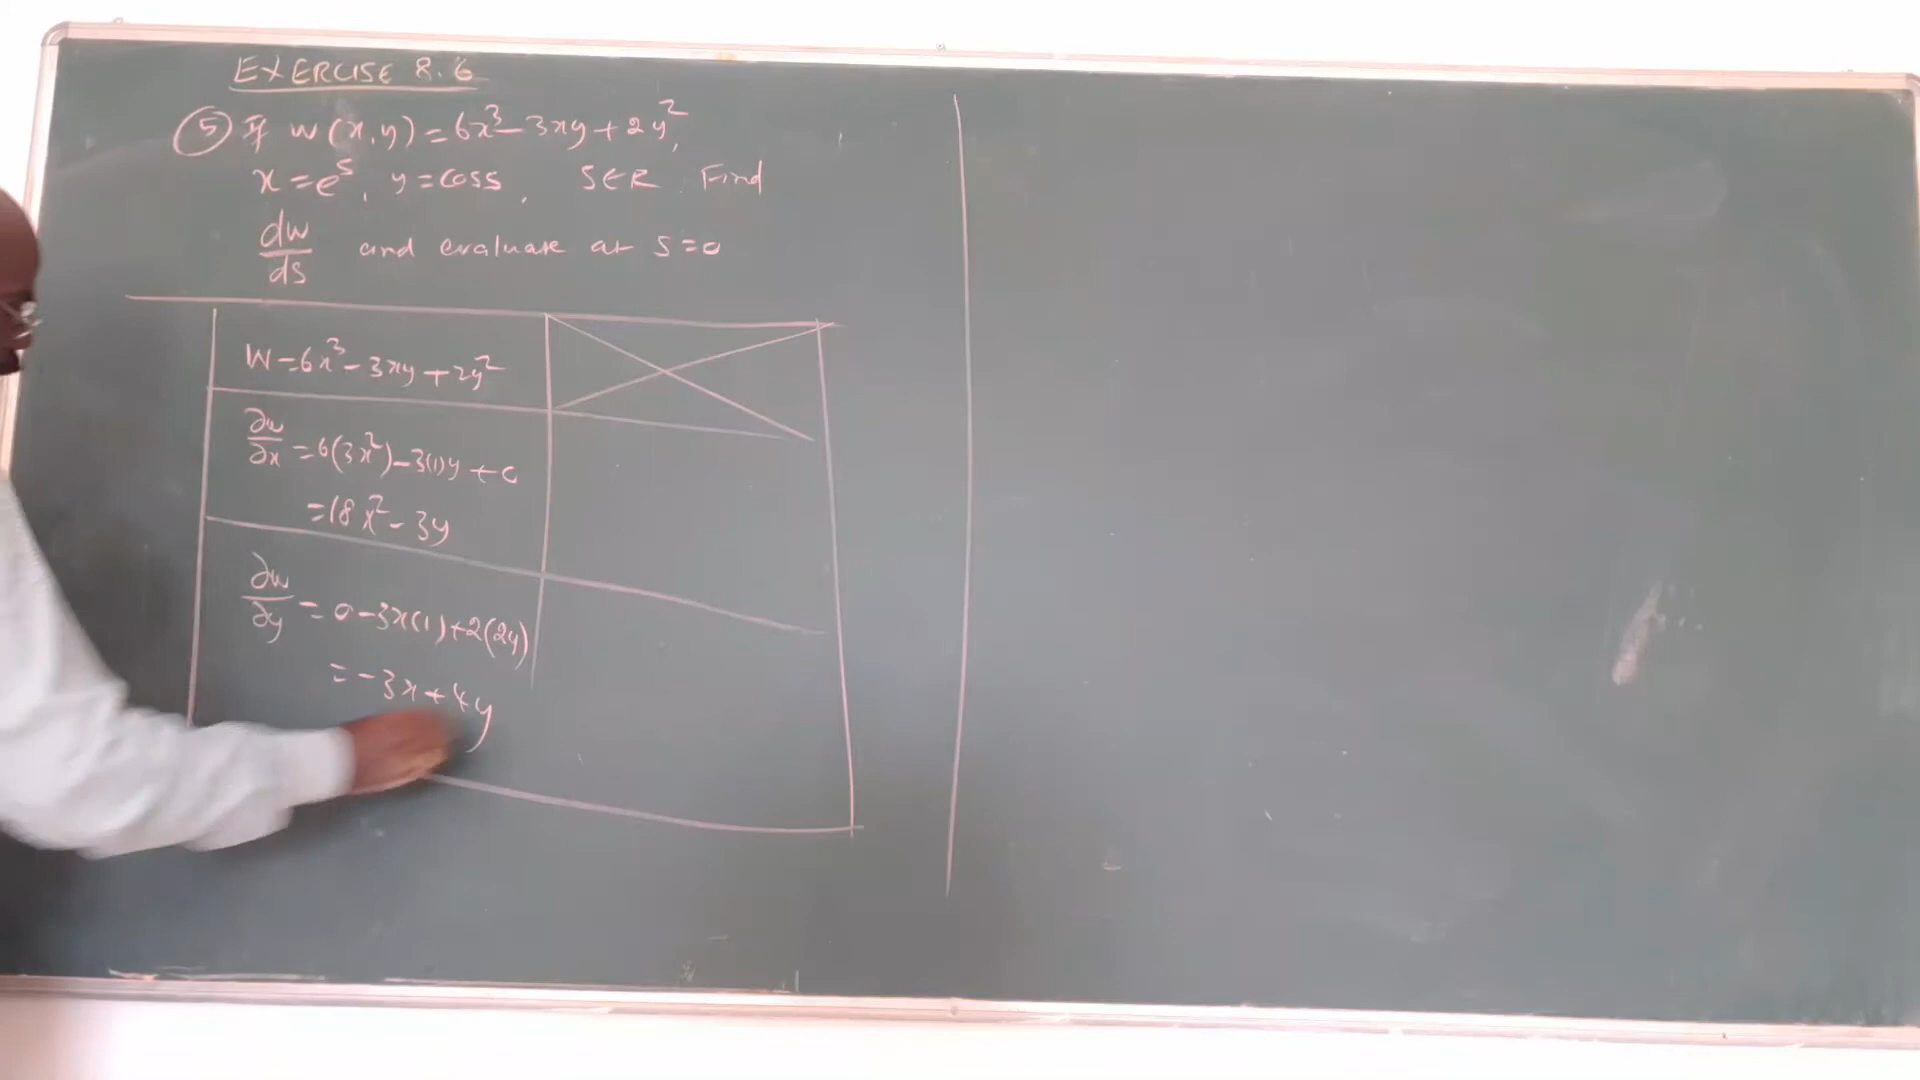 EXERCISE 8.6
(5) If w(x,y) = 6x³ - 3xy + 2y²,
x = e^s, y = cos s, s ∈ R. Find
dw/ds and evaluate at s = 0
W = 6x³ - 3xy + 2y²
∂w/∂x = 6(3x²) - 3(1)y + 0
= 18x² - 3y
∂w/∂y = 0 - 3x(1) + 2(2y)
= -3x + 4y